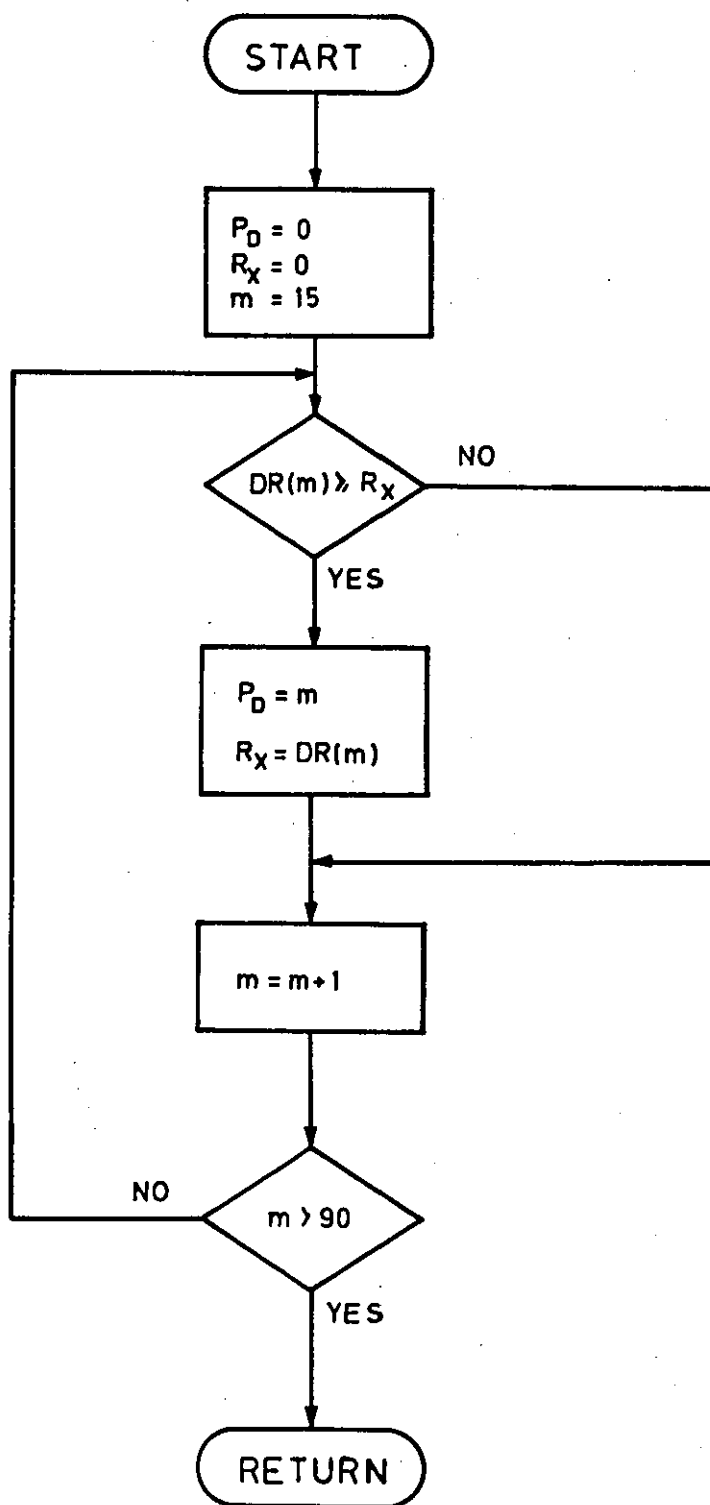 START
P_D = 0
R_X = 0
m = 15
DR(m) ⩾ R_X
NO
YES
P_D = m
R_X = DR(m)
m = m+1
NO
m > 90
YES
RETURN